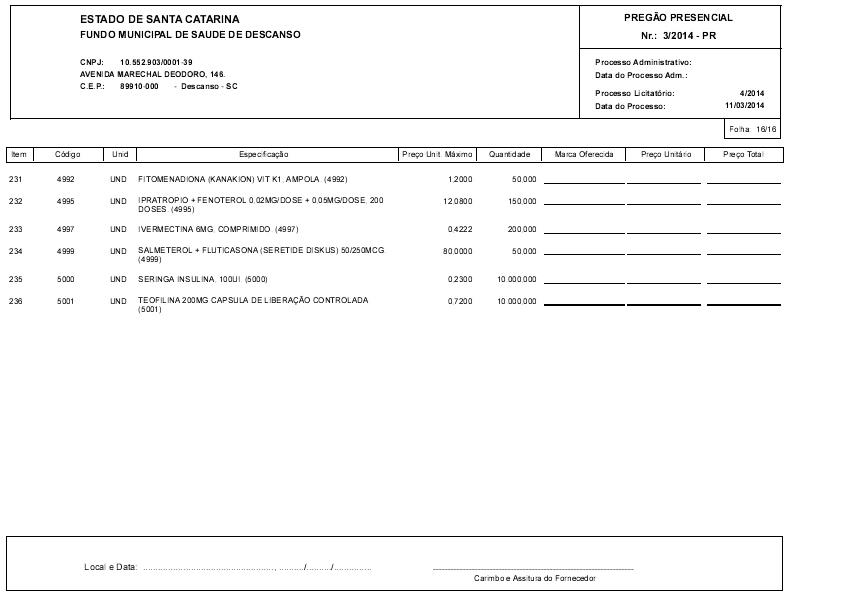 ESTADO DE SANTA CATARINA
FUNDO MUNICIPAL DE SAUDE DE DESCANSO
CNPJ: 10.552.903/0001-39
AVENIDA MARECHAL DEODORO, 146.
C.E.P.: 89910-000 - Descanso - SC
PREGÃO PRESENCIAL
Nr.: 3/2014 - PR
Processo Administrativo:
Data do Processo Adm.:
Processo Licitatório: 4/2014
Data do Processo: 11/03/2014
Folha: 16/16
Item Código Unid Especificação Preço Unit. Máximo Quantidade Marca Oferecida Preço Unitário Preço Total
231 4992 UND FITOMENADIONA (KANAKION) VIT K1, AMPOLA. (4992) 1,2000 50,000
232 4995 UND IPRATROPIO + FENOTEROL 0,02MG/DOSE + 0,05MG/DOSE, 200 12,0800 150,000
DOSES. (4995)
233 4997 UND IVERMECTINA 6MG, COMPRIMIDO. (4997) 0,4222 200,000
234 4999 UND SALMETEROL + FLUTICASONA (SERETIDE DISKUS) 50/250MCG. 80,0000 50,000
(4999)
235 5000 UND SERINGA INSULINA, 100UI. (5000) 0,2300 10.000,000
236 5001 UND TEOFILINA 200MG CAPSULA DE LIBERAÇÃO CONTROLADA 0,7200 10.000,000
(5001)
Local e Data: ......................................................, ........../........../...............
Carimbo e Assitura do Fornecedor